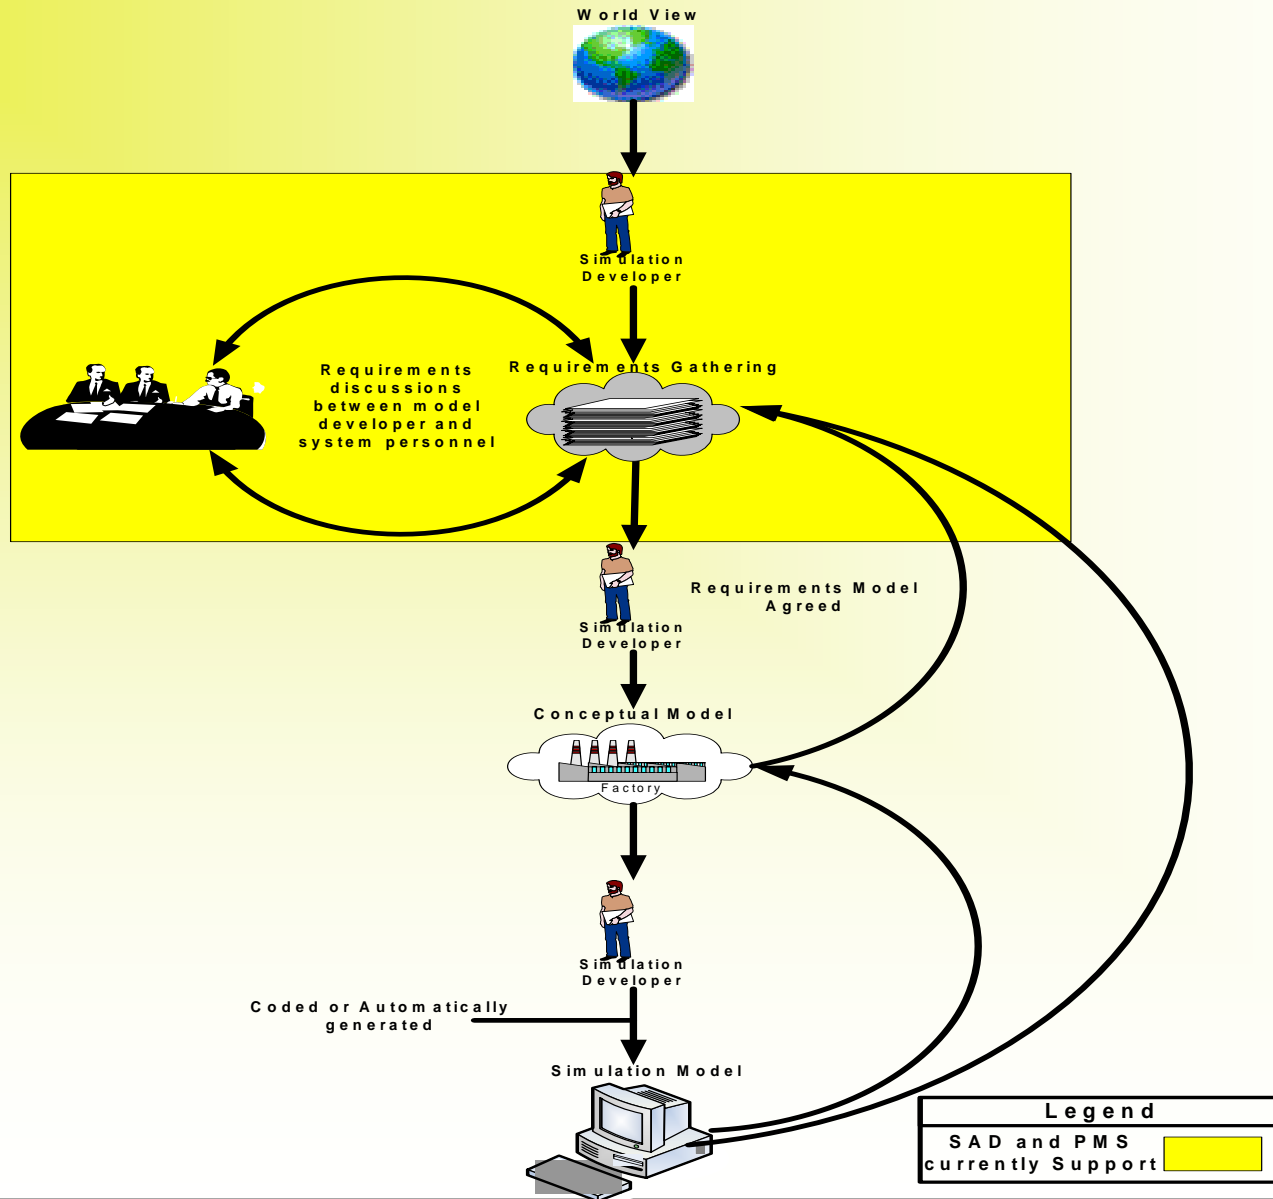 World View
Simulation
Developer
Requirements Gathering
Requirements
discussions
between model
developer and
system personnel
Simulation
Developer
Requirements Model
Agreed
Conceptual Model
Factory
Simulation
Developer
Coded or Automatically
generated
Simulation Model
Legend
SAD and PMS
currently Support